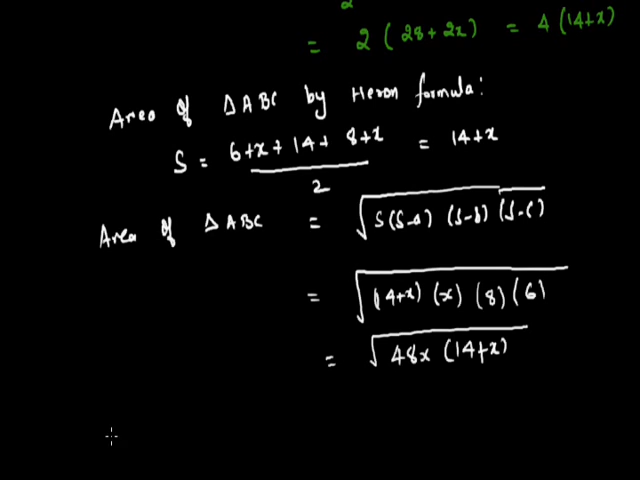 2
= 2 ( 28 + 2x ) = 4 ( 14+x )
Area of ΔABC by Heron formula:
S = 6+x + 14 + 8+x / 2 = 14+x
Area of ΔABC = √ S(S-a) (S-b) (S-c)
= √ (14+x) (x) (8) (6)
= √ 48x (14+x)